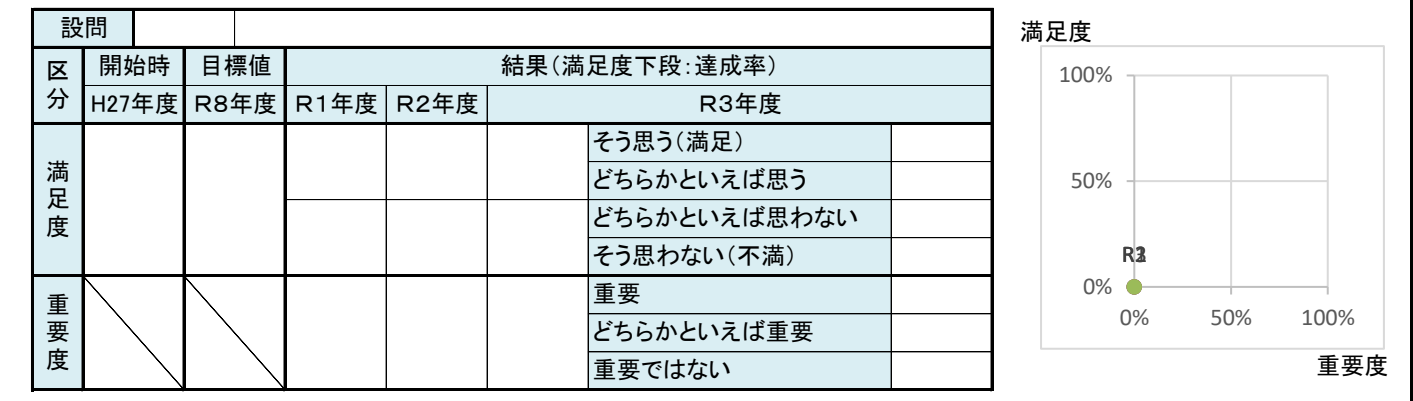 設問
区分 開始時 目標値 結果(満足度下段:達成率)
H27年度 R8年度 R1年度 R2年度 R3年度
満足度 そう思う(満足)
どちらかといえば思う
どちらかといえば思わない
そう思わない(不満)
重要度 重要
どちらかといえば重要
重要ではない
満足度
100%
50%
0%
0% 50% 100%
重要度